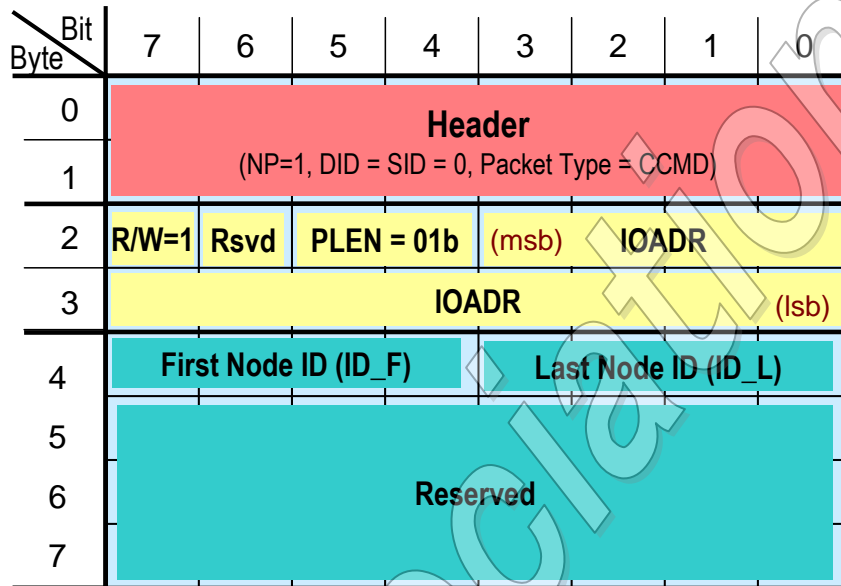 Bit
Byte 7 6 5 4 3 2 1 0
0
Header
(NP=1, DID = SID = 0, Packet Type = CCMD)
1
2 R/W=1 Rsvd PLEN = 01b (msb) IOADR
3 IOADR (lsb)
4 First Node ID (ID_F) Last Node ID (ID_L)
5
6 Reserved
7